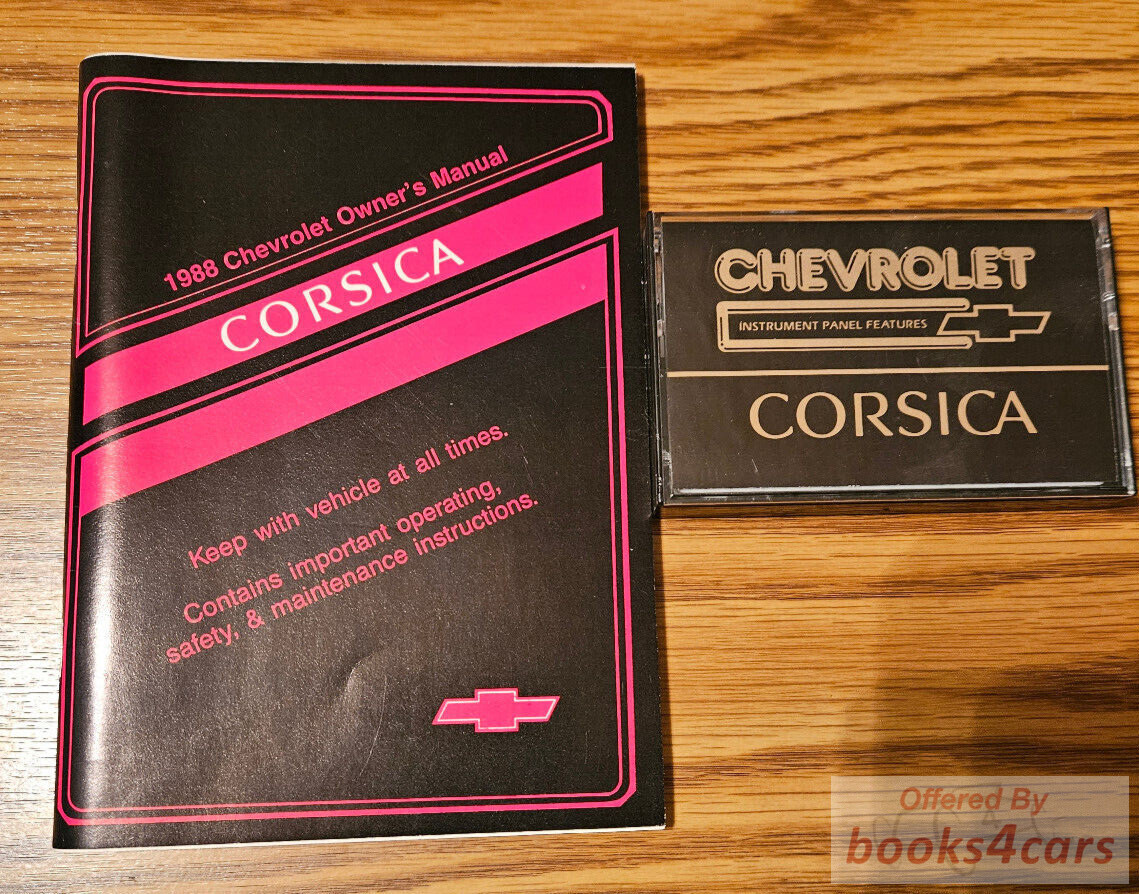 1988 Chevrolet Owner's Manual
CORSICA
Keep with vehicle at all times.
Contains important operating,
safety, & maintenance instructions.
CHEVROLET
INSTRUMENT PANEL FEATURES
CORSICA
Offered By
books4cars